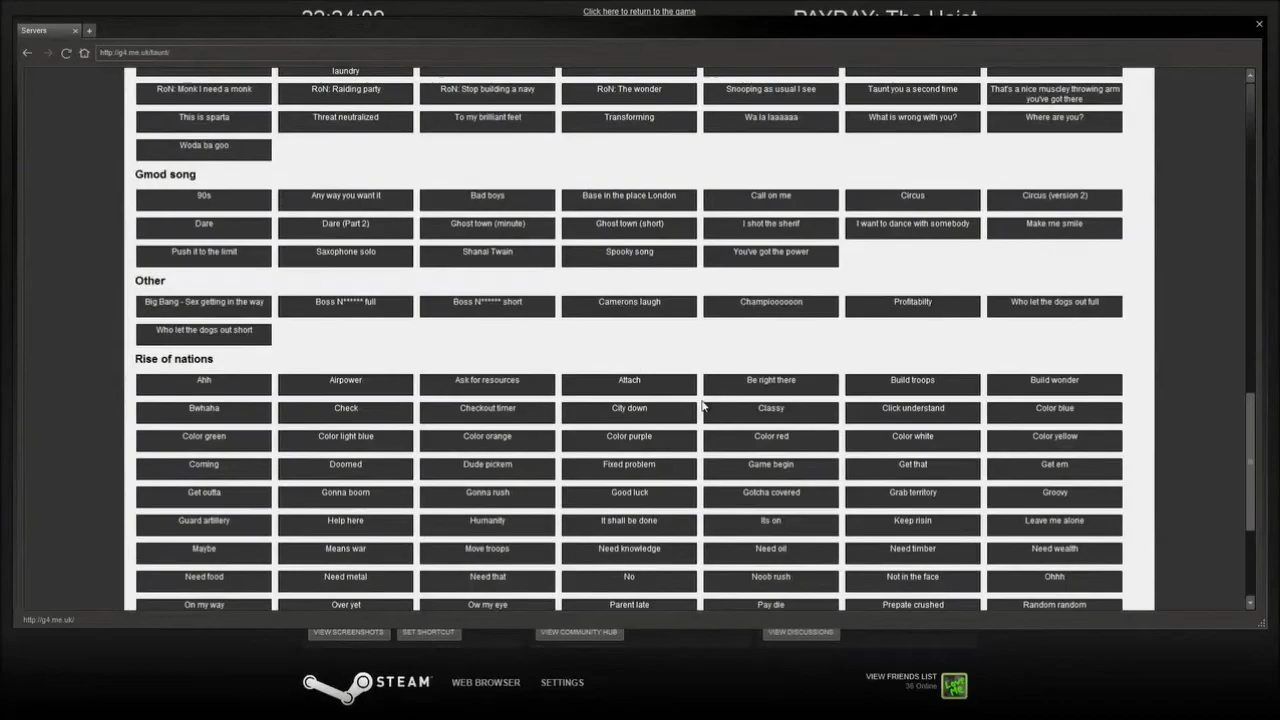 Click here to return to the game
PAYDAY: The Heist
Servers
http://g4.me.uk/taunt/
laundry
RoN: Monk I need a monk
RoN: Raiding party
RoN: Stop building a navy
RoN: The wonder
Snooping as usual I see
Taunt you a second time
That's a nice muscley throwing arm
you've got there
This is sparta
Threat neutralized
To my brilliant feet
Transforming
Wa la laaaaaa
What is wrong with you?
Where are you?
Woda ba goo
Gmod song
90s
Any way you want it
Bad boys
Base in the place London
Call on me
Circus
Circus (version 2)
Dare
Dare (Part 2)
Ghost town (minute)
Ghost town (short)
I shot the sherif
I want to dance with somebody
Make me smile
Push it to the limit
Saxophone solo
Shanai Twain
Spooky song
You've got the power
Other
Big Bang - Sex getting in the way
Boss N****** full
Boss N****** short
Camerons laugh
Championoooon
Profitabilty
Who let the dogs out full
Who let the dogs out short
Rise of nations
Ahh
Airpower
Ask for resources
Attach
Be right there
Build troops
Build wonder
Bwhaha
Check
Checkout timer
City down
Classy
Click understand
Color blue
Color green
Color light blue
Color orange
Color purple
Color red
Color white
Color yellow
Coming
Doomed
Dude pickem
Fixed problem
Game begin
Get that
Get em
Get outta
Gonna boom
Gonna rush
Good luck
Gotcha covered
Grab territory
Groovy
Guard artillery
Help here
Humanity
It shall be done
Its on
Keep risin
Leave me alone
Maybe
Means war
Move troops
Need knowledge
Need oil
Need timber
Need wealth
Need food
Need metal
Need that
No
Noob rush
Not in the face
Ohhh
On my way
Over yet
Ow my eye
Parent late
Pay die
Prepate crushed
Random random
http://g4.me.uk/
VIEW SCREENSHOTS
SET SHORTCUT
VIEW COMMUNITY HUB
VIEW DISCUSSIONS
STEAM
WEB BROWSER
SETTINGS
VIEW FRIENDS LIST
36 Online